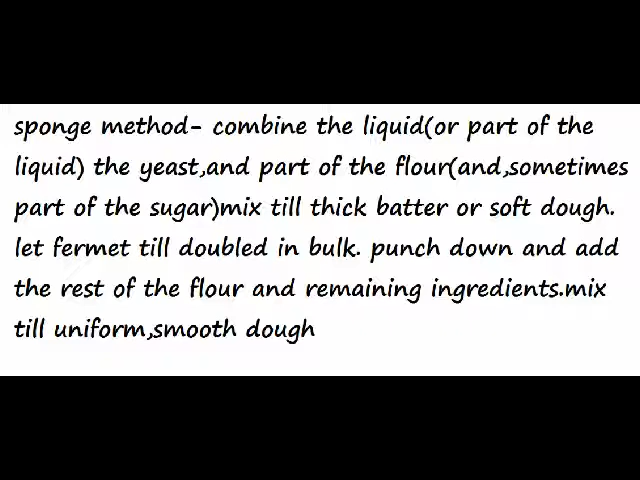 sponge method- combine the liquid(or part of the
liquid) the yeast,and part of the flour(and,sometimes
part of the sugar)mix till thick batter or soft dough.
let fermet till doubled in bulk. punch down and add
the rest of the flour and remaining ingredients.mix
till uniform,smooth dough